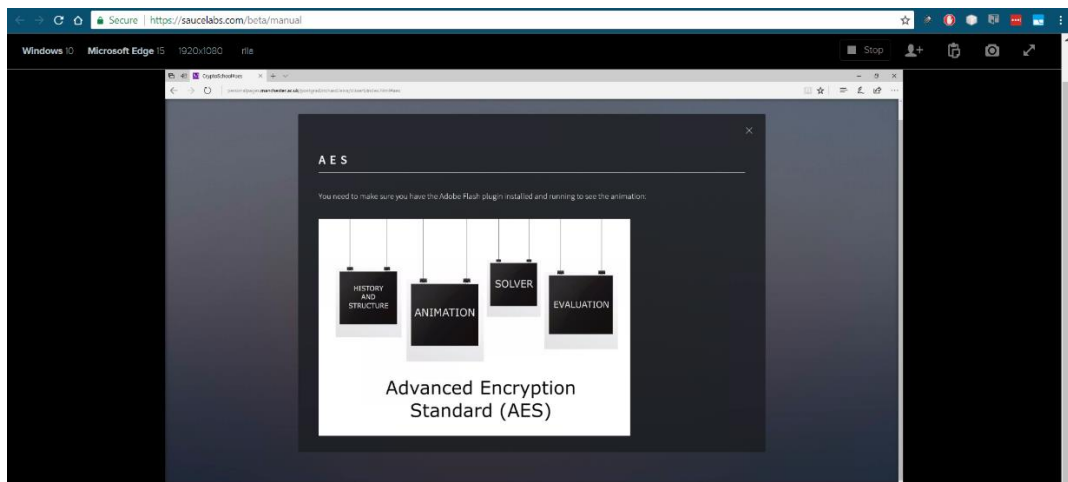 Secure | https://saucelabs.com/beta/manual
Windows 10 Microsoft Edge 15 1920x1080 rila Stop
AES
You need to make sure you have the Adobe Flash plugin installed and running to see the animation:
HISTORY
AND
STRUCTURE
ANIMATION
SOLVER
EVALUATION
Advanced Encryption
Standard (AES)